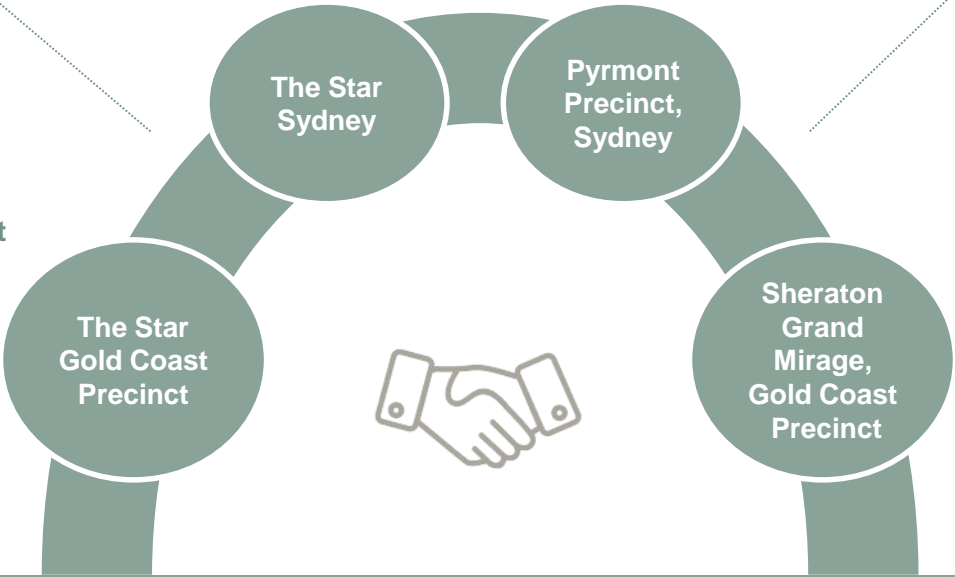 The Star
Sydney
Pyrmont
Precinct,
Sydney
t
The Star
Gold Coast
Precinct
Sheraton
Grand
Mirage,
Gold Coast
Precinct